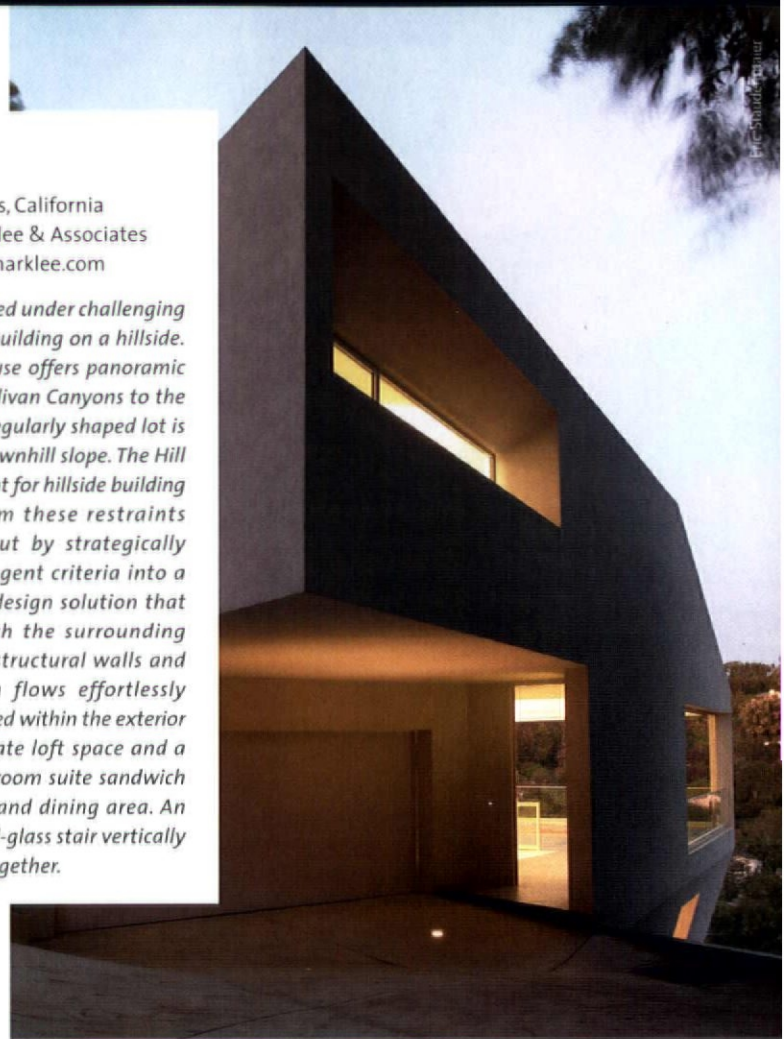 s, California
lee & Associates
narklee.com
ed under challenging
building on a hillside.
use offers panoramic
livan Canyons to the
gularly shaped lot is
wnhill slope. The Hill
t for hillside building
m these restraints
ut by strategically
gent criteria into a
design solution that
h the surrounding
structural walls and
flows effortlessly
ed within the exterior
ate loft space and a
room suite sandwich
and dining area. An
-glass stair vertically
gether.